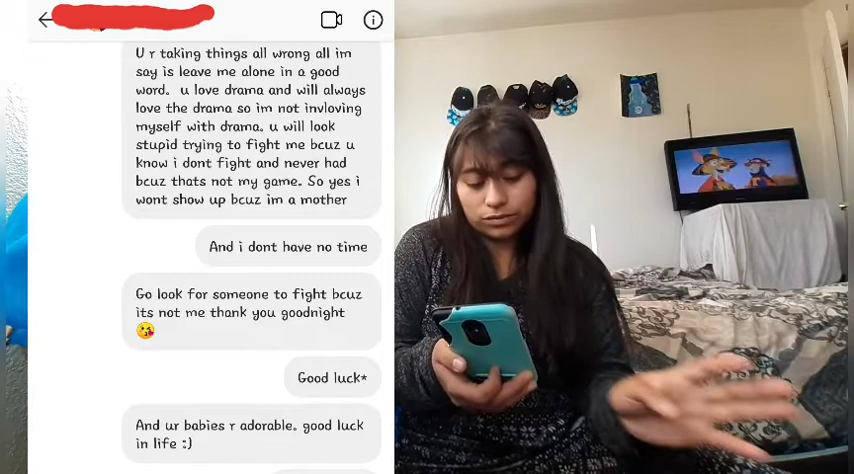 U r taking things all wrong all im
say is leave me alone in a good
word. u love drama and will always
love the drama so im not invloving
myself with drama. u will look
stupid trying to fight me bcuz u
know i dont fight and never had
bcuz thats not my game. So yes i
wont show up bcuz im a mother
And i dont have no time
Go look for someone to fight bcuz
its not me thank you goodnight
😘
Good luck*
And ur babies r adorable. good luck
in life :}